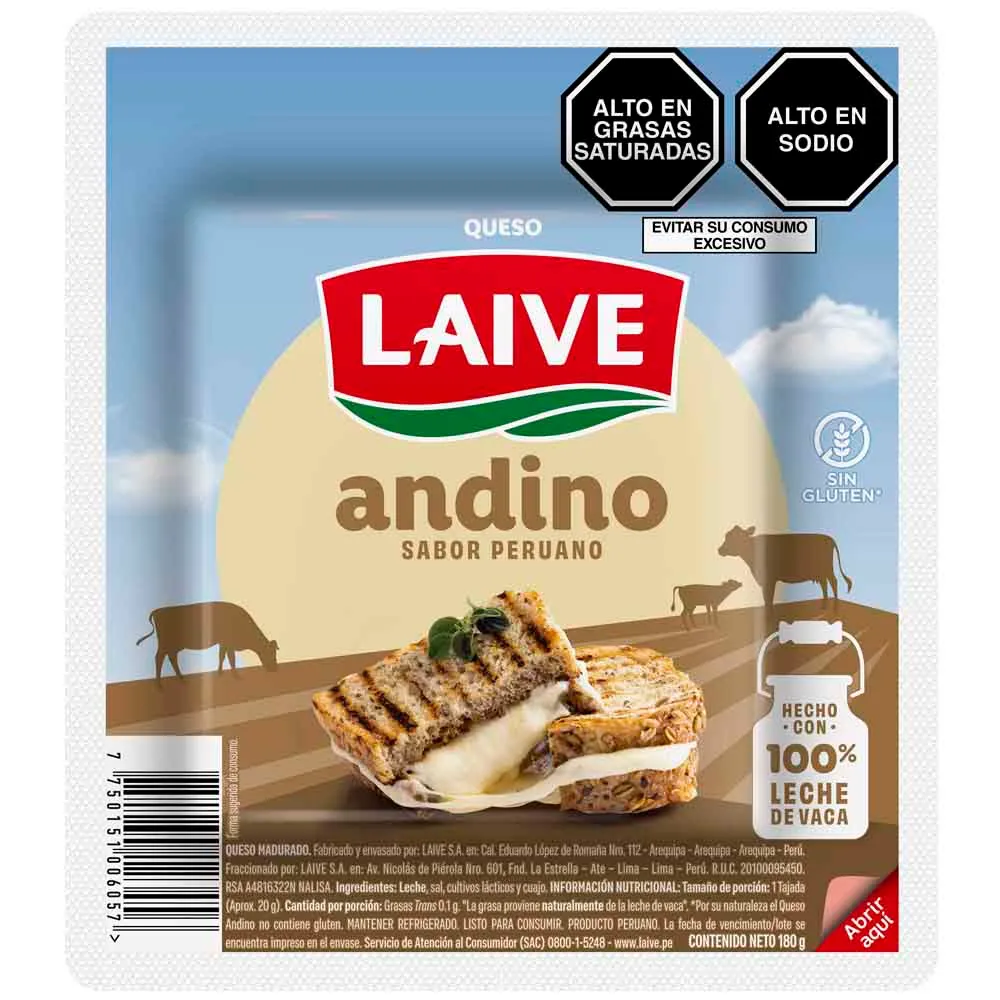 ALTO EN
GRASAS
SATURADAS
ALTO EN
SODIO
EVITAR SU CONSUMO
EXCESIVO
QUESO
LAIVE
andino
SABOR PERUANO
SIN
GLUTEN*
HECHO
• CON •
100%
LECHE
DE VACA
7 750151 006057 >
Forma sugerida de consumo.
QUESO MADURADO. Fabricado y envasado por: LAIVE S.A. en: Cal. Eduardo López de Romaña Nro. 112 - Arequipa - Arequipa - Arequipa - Perú.
Fraccionado por: LAIVE S.A. en: Av. Nicolás de Piérola Nro. 601, Fnd. La Estrella - Ate - Lima - Lima - Perú. R.U.C. 20100095450.
RSA A4816322N NALISA. Ingredientes: Leche, sal, cultivos lácticos y cuajo. INFORMACIÓN NUTRICIONAL: Tamaño de porción: 1 Tajada
(Aprox. 20 g). Cantidad por porción: Grasas Trans 0.1 g. "La grasa proviene naturalmente de la leche de vaca". *Por su naturaleza el Queso
Andino no contiene gluten. MANTENER REFRIGERADO. LISTO PARA CONSUMIR. PRODUCTO PERUANO. La fecha de vencimiento/lote se
encuentra impreso en el envase. Servicio de Atención al Consumidor (SAC) 0800-1-5248 - www.laive.pe CONTENIDO NETO 180 g
Abrir
aquí